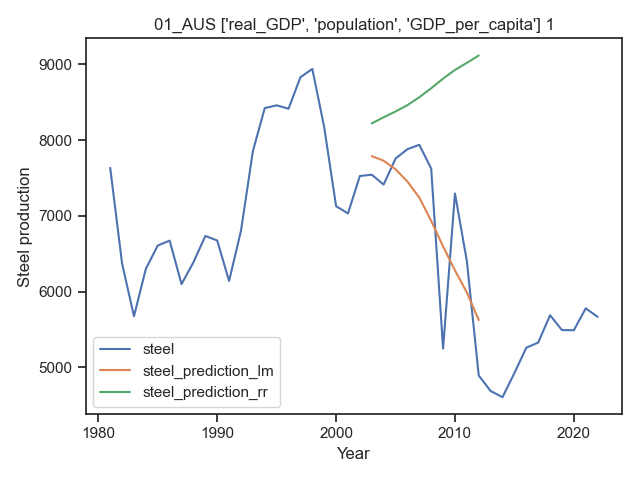 01_AUS ['real_GDP', 'population', 'GDP_per_capita'] 1
9000
8000
7000
6000
5000
Steel production
steel
steel_prediction_lm
steel_prediction_rr
1980
1990
2000
2010
2020
Year